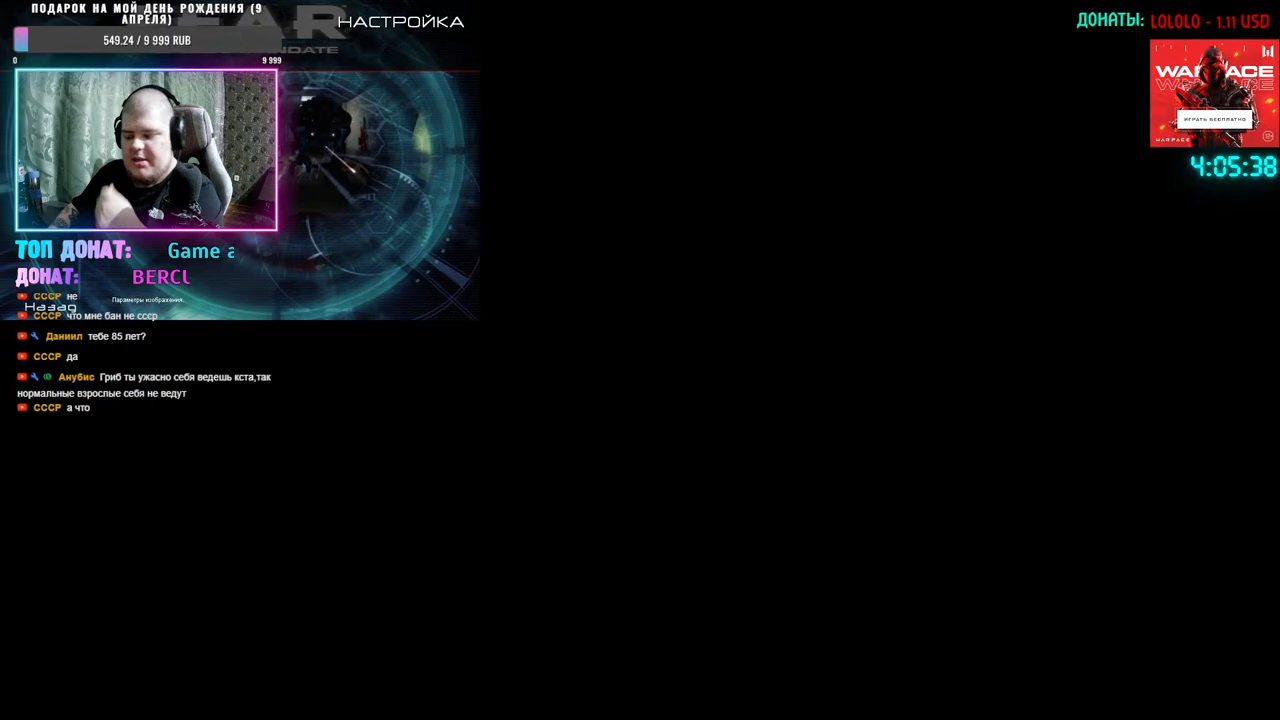 ПОДАРОК НА МОЙ ДЕНЬ РОЖДЕНИЯ (9
АПРЕЛЯ)
549.24 / 9 999 RUB
0 9 999
НАСТРОЙКА
ТОП ДОНАТ: Game a
ДОНАТ: BERCU
СССР не
Назад
Параметры изображения.
СССР что мне бан не ссср
Даниил тебе 85 лет?
СССР да
Анубис Гриб ты ужасно себя ведешь кста,так
нормальные взрослые себя не ведут
СССР а что
ДОНАТЫ: LOLOLO - 1.11 USD
WARFACE
ИГРАТЬ БЕСПЛАТНО
WARFACE
4:05:38